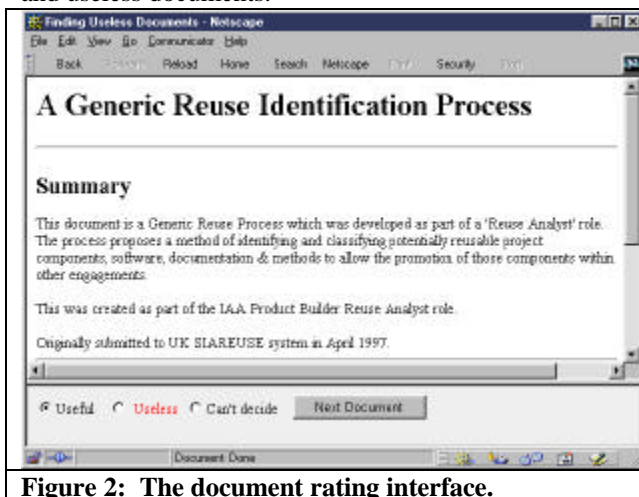 and useless documents.
Finding Useless Documents - Netscape
File Edit View Go Communicator Help
Back Reload Home Search Netscape Print Security
A Generic Reuse Identification Process
Summary
This document is a Generic Reuse Process which was developed as part of a 'Reuse Analyst' role.
The process proposes a method of identifying and classifying potentially reusable project
components, software, documentation & methods to allow the promotion of those components within
other engagements.
This was created as part of the IAA Product Builder Reuse Analyst role.
Originally submitted to UK SIAREUSE system in April 1997.
Useful Useless Can't decide Next Document
Document Done
Figure 2: The document rating interface.